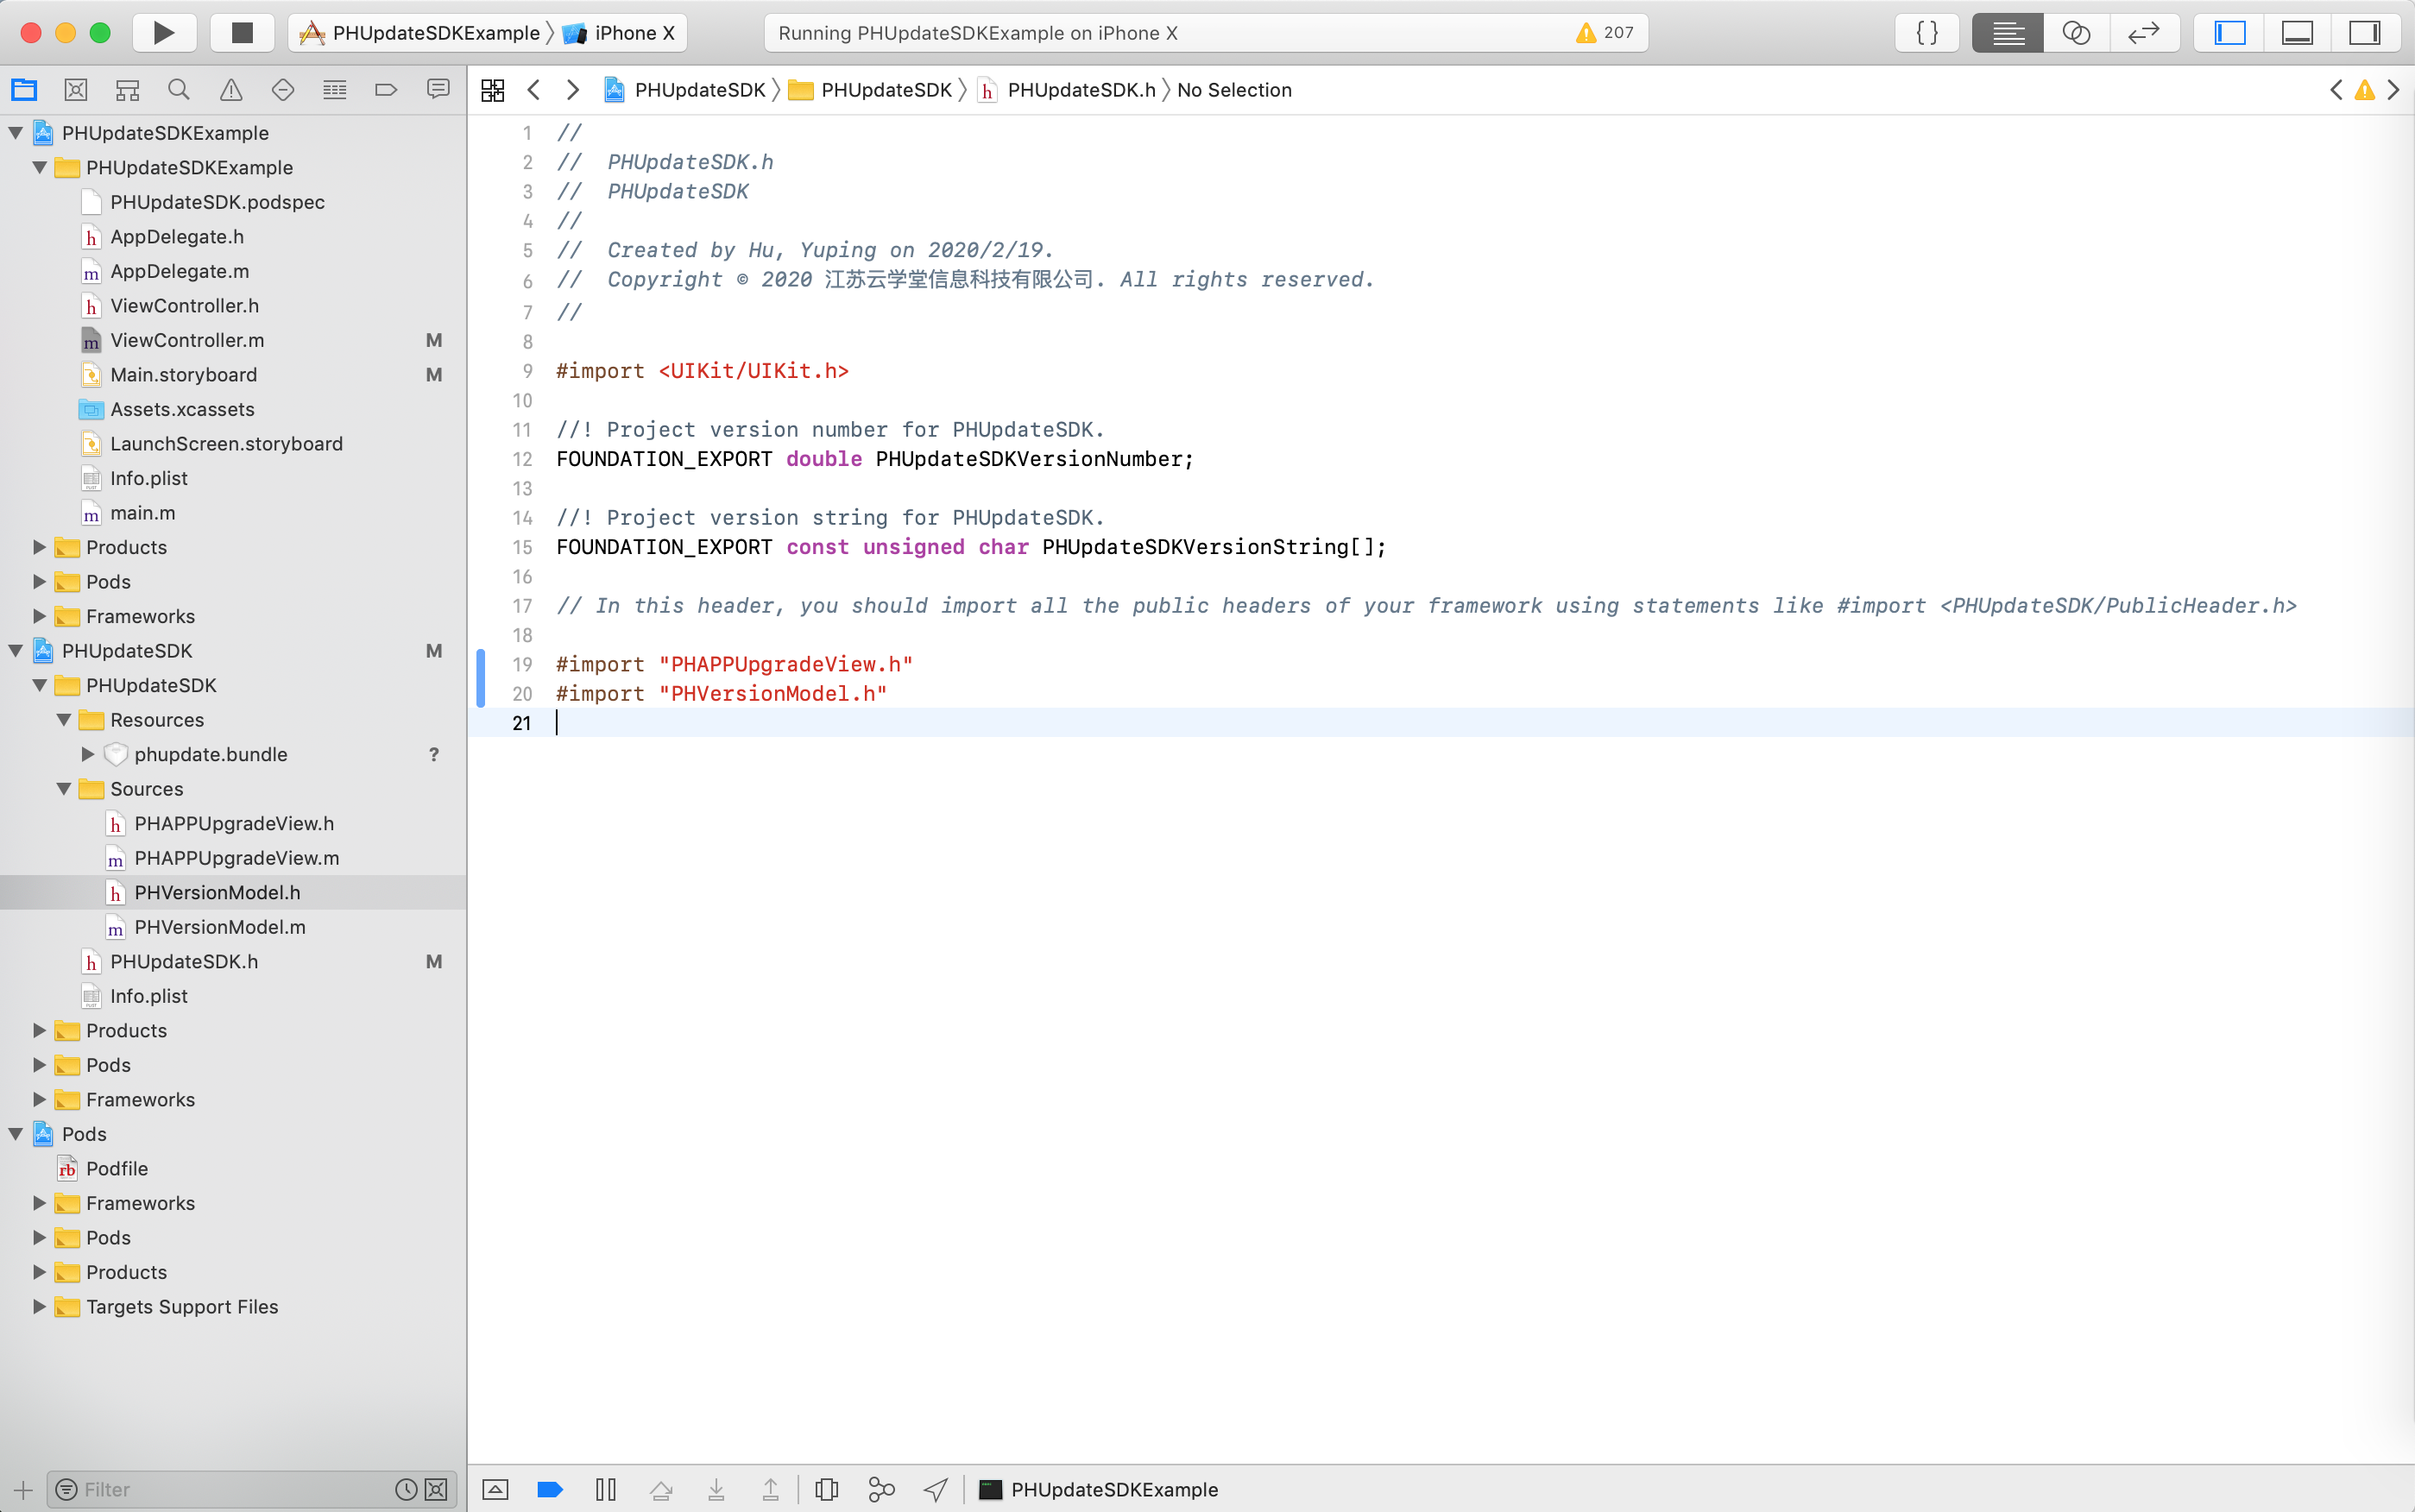 PHUpdateSDKExample iPhone X
Running PHUpdateSDKExample on iPhone X 207
PHUpdateSDK PHUpdateSDK PHUpdateSDK.h No Selection
PHUpdateSDKExample
PHUpdateSDKExample
PHUpdateSDK.podspec
AppDelegate.h
AppDelegate.m
ViewController.h
ViewController.m M
Main.storyboard M
Assets.xcassets
LaunchScreen.storyboard
Info.plist
main.m
Products
Pods
Frameworks
PHUpdateSDK M
PHUpdateSDK
Resources
phupdate.bundle ?
Sources
PHAPPUpgradeView.h
PHAPPUpgradeView.m
PHVersionModel.h
PHVersionModel.m
PHUpdateSDK.h M
Info.plist
Products
Pods
Frameworks
Pods
Podfile
Frameworks
Pods
Products
Targets Support Files
Filter
1 //
2 //  PHUpdateSDK.h
3 //  PHUpdateSDK
4 //
5 //  Created by Hu, Yuping on 2020/2/19.
6 //  Copyright © 2020 江苏云学堂信息科技有限公司. All rights reserved.
7 //
8
9 #import <UIKit/UIKit.h>
10
11 //! Project version number for PHUpdateSDK.
12 FOUNDATION_EXPORT double PHUpdateSDKVersionNumber;
13
14 //! Project version string for PHUpdateSDK.
15 FOUNDATION_EXPORT const unsigned char PHUpdateSDKVersionString[];
16
17 // In this header, you should import all the public headers of your framework using statements like #import <PHUpdateSDK/PublicHeader.h>
18
19 #import "PHAPPUpgradeView.h"
20 #import "PHVersionModel.h"
21
PHUpdateSDKExample